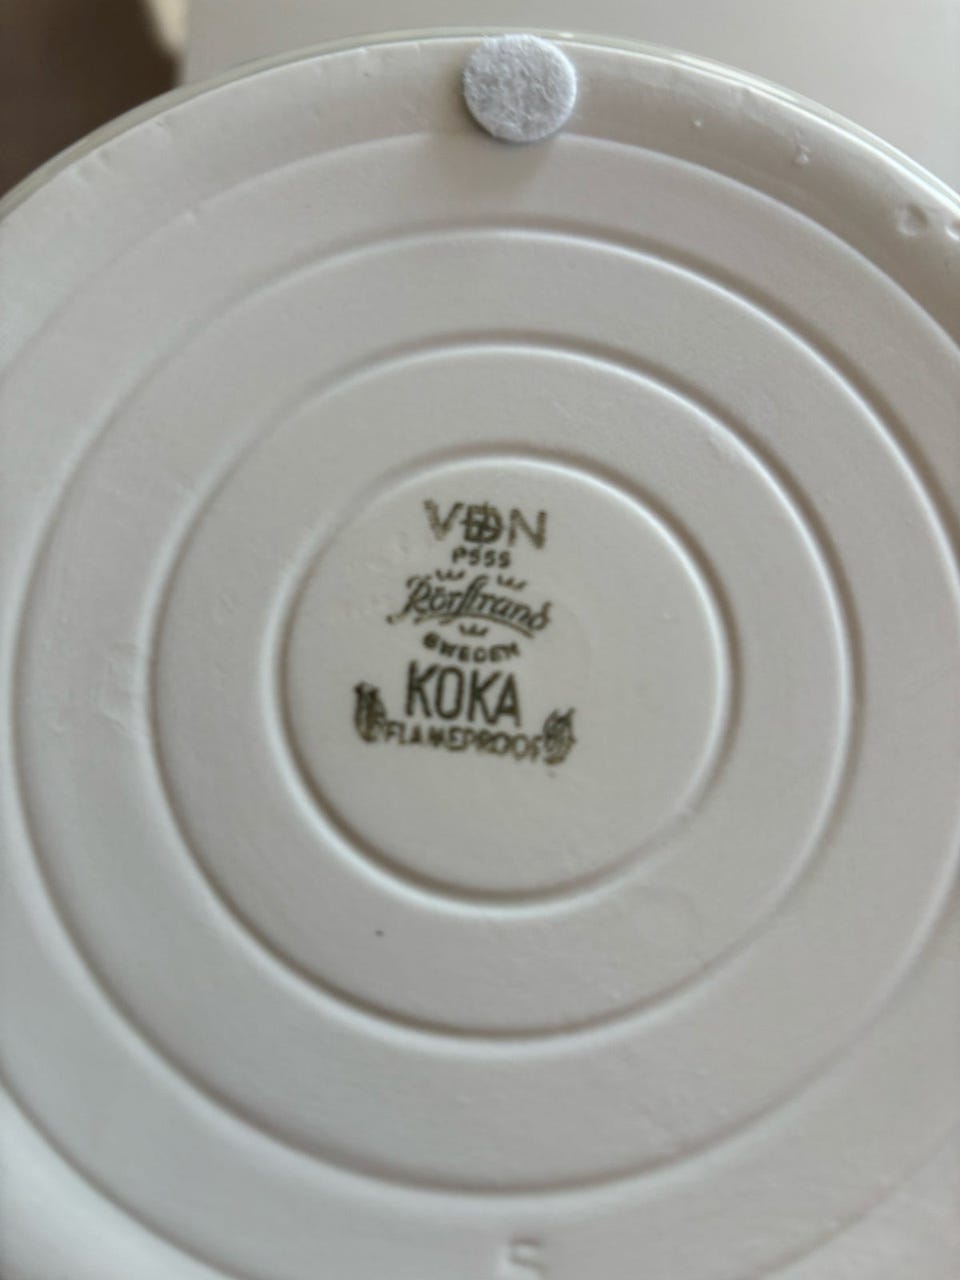 VDN
P555
Rörstrand
SWEDEN
KOKA
FLAMEPROOF